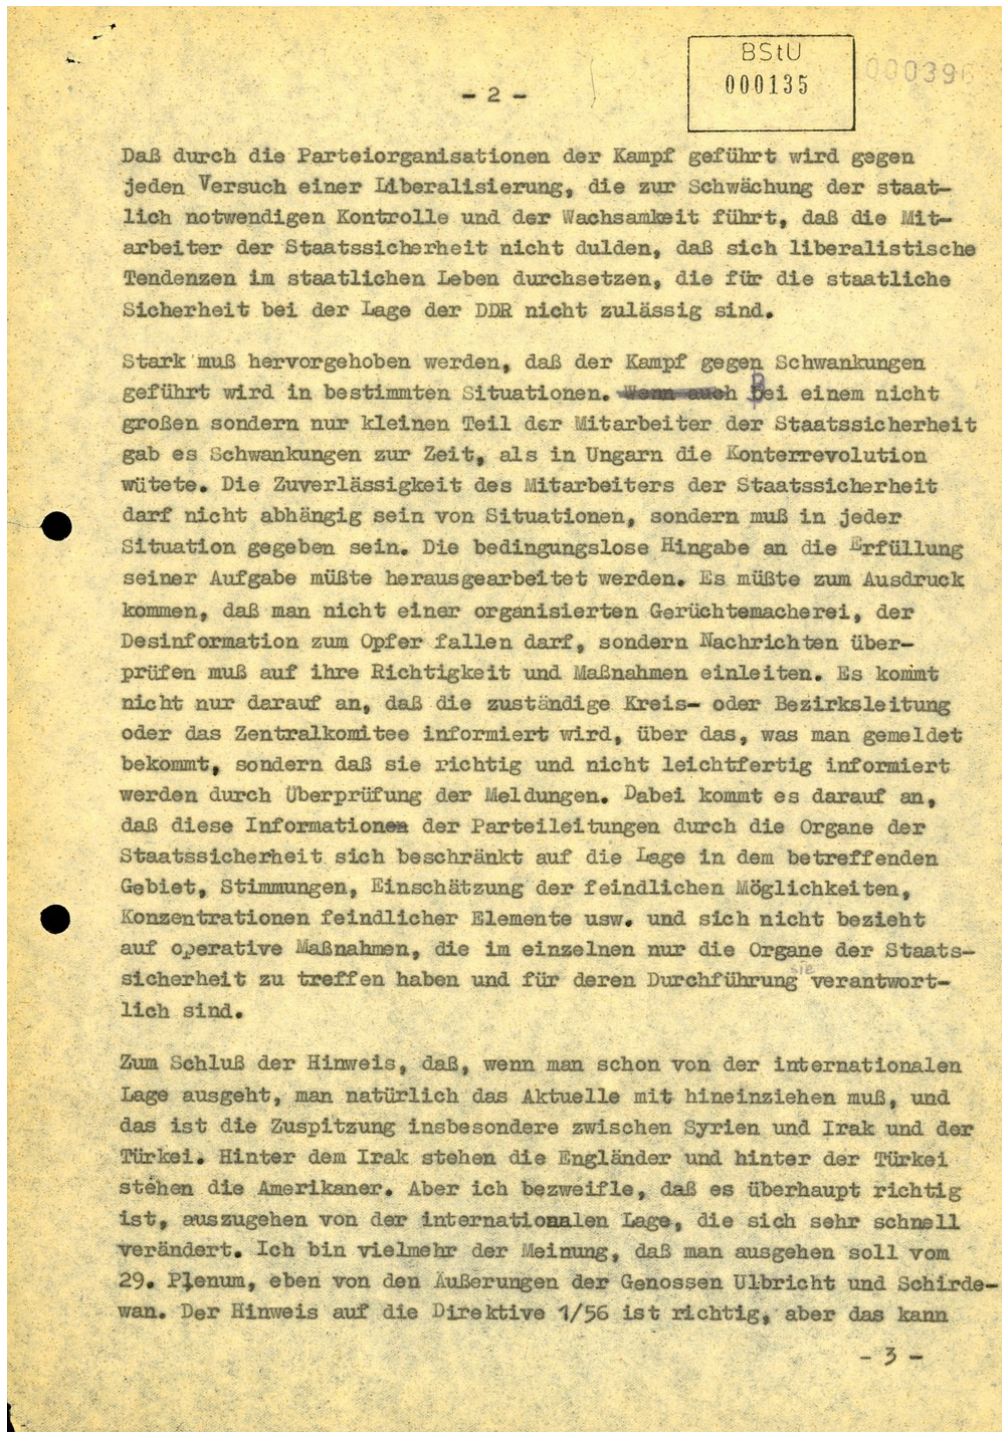 BStU
000135
000396
- 2 -
Daß durch die Parteiorganisationen der Kampf geführt wird gegen
jeden Versuch einer Liberalisierung, die zur Schwächung der staat-
lich notwendigen Kontrolle und der Wachsamkeit führt, daß die Mit-
arbeiter der Staatssicherheit nicht dulden, daß sich liberalistische
Tendenzen im staatlichen Leben durchsetzen, die für die staatliche
Sicherheit bei der Lage der DDR nicht zulässig sind.
Stark muß hervorgehoben werden, daß der Kampf gegen Schwankungen
geführt wird in bestimmten Situationen. Wenn auch Bei einem nicht
großen sondern nur kleinen Teil der Mitarbeiter der Staatssicherheit
gab es Schwankungen zur Zeit, als in Ungarn die Konterrevolution
wütete. Die Zuverlässigkeit des Mitarbeiters der Staatssicherheit
darf nicht abhängig sein von Situationen, sondern muß in jeder
Situation gegeben sein. Die bedingungslose Hingabe an die Erfüllung
seiner Aufgabe müßte herausgearbeitet werden. Es müßte zum Ausdruck
kommen, daß man nicht einer organisierten Gerüchtemacherei, der
Desinformation zum Opfer fallen darf, sondern Nachrichten über-
prüfen muß auf ihre Richtigkeit und Maßnahmen einleiten. Es kommt
nicht nur darauf an, daß die zuständige Kreis- oder Bezirksleitung
oder das Zentralkomitee informiert wird, über das, was man gemeldet
bekommt, sondern daß sie richtig und nicht leichtfertig informiert
werden durch Überprüfung der Meldungen. Dabei kommt es darauf an,
daß diese Informationen der Parteileitungen durch die Organe der
Staatssicherheit sich beschränkt auf die Lage in dem betreffenden
Gebiet, Stimmungen, Einschätzung der feindlichen Möglichkeiten,
Konzentrationen feindlicher Elemente usw. und sich nicht bezieht
auf operative Maßnahmen, die im einzelnen nur die Organe der Staats-
sicherheit zu treffen haben und für deren Durchführung sie verantwort-
lich sind.
Zum Schluß der Hinweis, daß, wenn man schon von der internationalen
Lage ausgeht, man natürlich das Aktuelle mit hineinziehen muß, und
das ist die Zuspitzung insbesondere zwischen Syrien und Irak und der
Türkei. Hinter dem Irak stehen die Engländer und hinter der Türkei
stehen die Amerikaner. Aber ich bezweifle, daß es überhaupt richtig
ist, auszugehen von der internationalen Lage, die sich sehr schnell
verändert. Ich bin vielmehr der Meinung, daß man ausgehen soll vom
29. Plenum, eben von den Äußerungen der Genossen Ulbricht und Schirde-
wan. Der Hinweis auf die Direktive 1/56 ist richtig, aber das kann
- 3 -